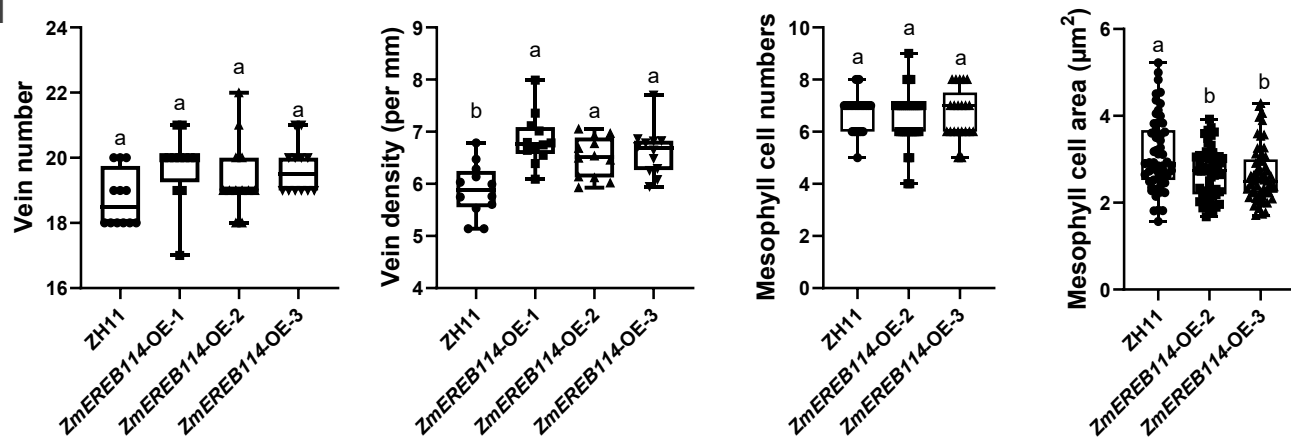 Vein number
24
22
20
18
16
a
a
a
a
ZH11
ZmEREB114-OE-1
ZmEREB114-OE-2
ZmEREB114-OE-3
Vein density (per mm)
9
8
7
6
5
4
b
a
a
a
ZH11
ZmEREB114-OE-1
ZmEREB114-OE-2
ZmEREB114-OE-3
Mesophyll cell numbers
10
8
6
4
2
0
a
a
a
ZH11
ZmEREB114-OE-2
ZmEREB114-OE-3
Mesophyll cell area (µm²)
6
4
2
0
a
b
b
ZH11
ZmEREB114-OE-2
ZmEREB114-OE-3